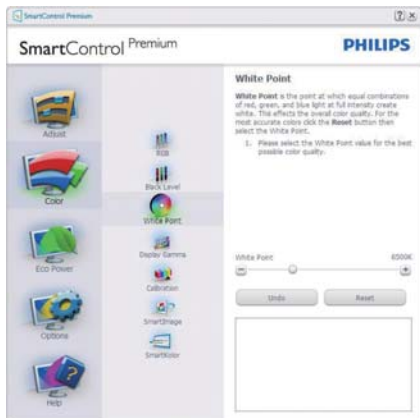 SmartControl Premium
SmartControl Premium
PHILIPS
Adjust
Color
Eco Power
Options
Help
RGB
Black Level
White Point
Display Gamma
Calibration
SmartImage
SmartKolor
White Point
White Point is the point at which equal combinations
of red, green, and blue light at full intensity create
white. This effects the overall color quality. For the
most accurate colors click the Reset button then
select the White Point.
1. Please select the White Point value for the best
possible color quality.
White Point 6500K
Undo Reset